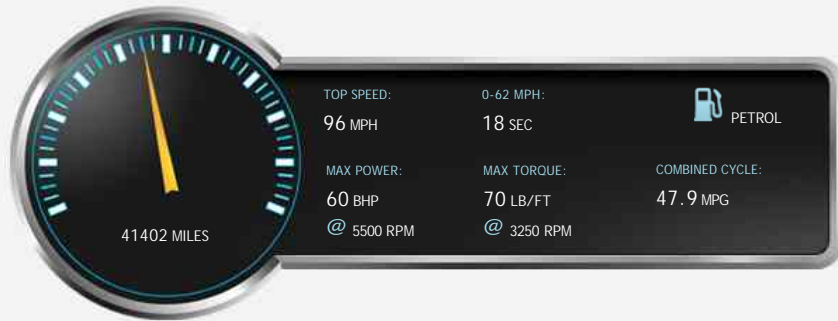 TOP SPEED:
96 MPH
0-62 MPH:
18 SEC
PETROL
MAX POWER:
60 BHP
@ 5500 RPM
MAX TORQUE:
70 LB/FT
@ 3250 RPM
COMBINED CYCLE:
47.9 MPG
41402 MILES